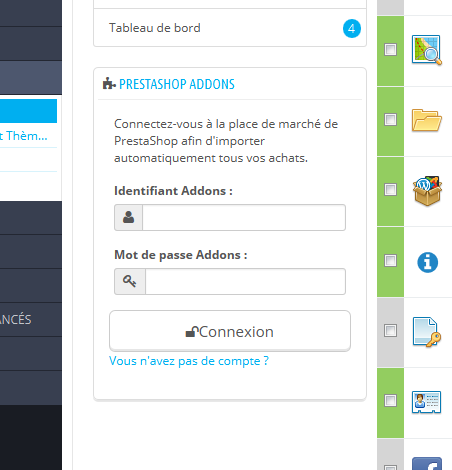 Tableau de bord
4
t Thèm...
ANCÉS
PRESTASHOP ADDONS
Connectez-vous à la place de marché de
PrestaShop afin d'importer
automatiquement tous vos achats.
Identifiant Addons :
Mot de passe Addons :
Connexion
Vous n'avez pas de compte ?